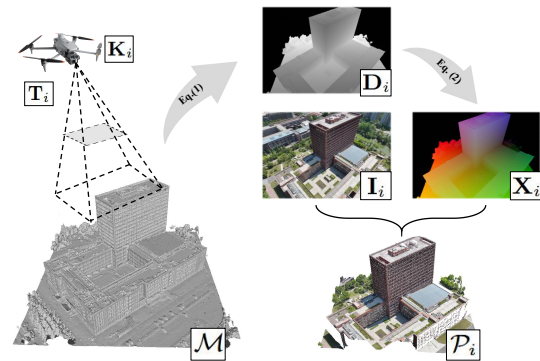 K_i
T_i
Eq.(1)
D_i
Eq. (2)
I_i
X_i
M
P_i